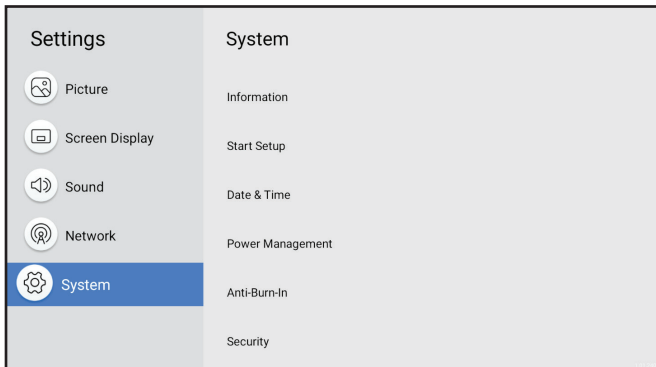 Settings
Picture
Screen Display
Sound
Network
System
System
Information
Start Setup
Date & Time
Power Management
Anti-Burn-In
Security